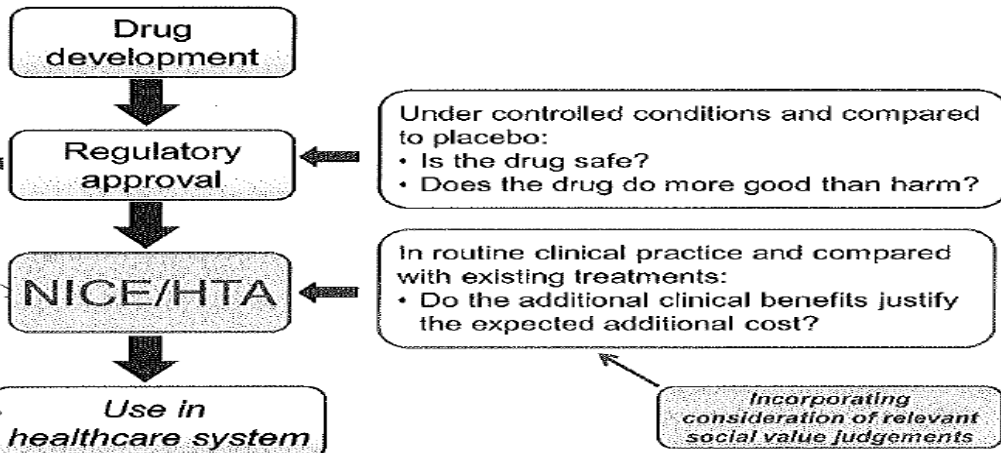 Drug
development
Regulatory
approval
Under controlled conditions and compared
to placebo:
• Is the drug safe?
• Does the drug do more good than harm?
NICE/HTA
In routine clinical practice and compared
with existing treatments:
• Do the additional clinical benefits justify
the expected additional cost?
Use in
healthcare system
Incorporating
consideration of relevant
social value judgements